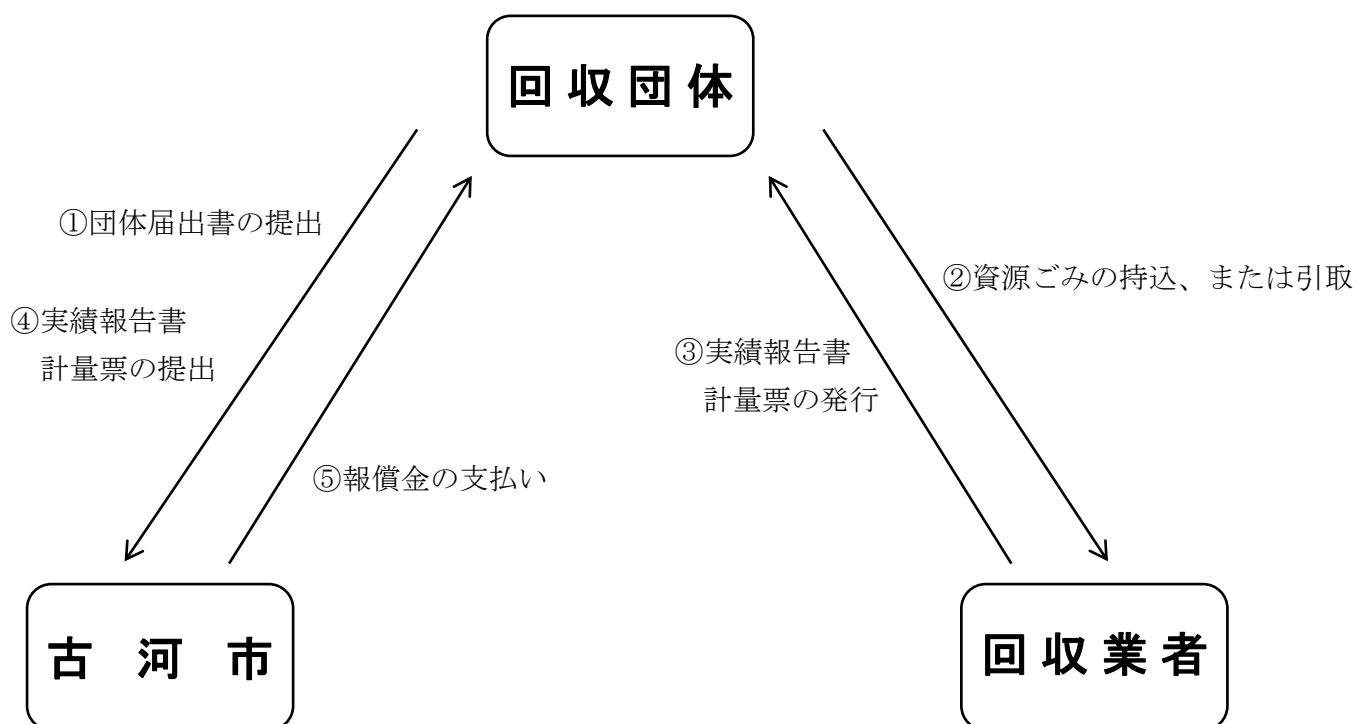 回収団体
①団体届出書の提出
②資源ごみの持込、または引取
④実績報告書
計量票の提出
③実績報告書
計量票の発行
⑤報償金の支払い
古河市
回収業者